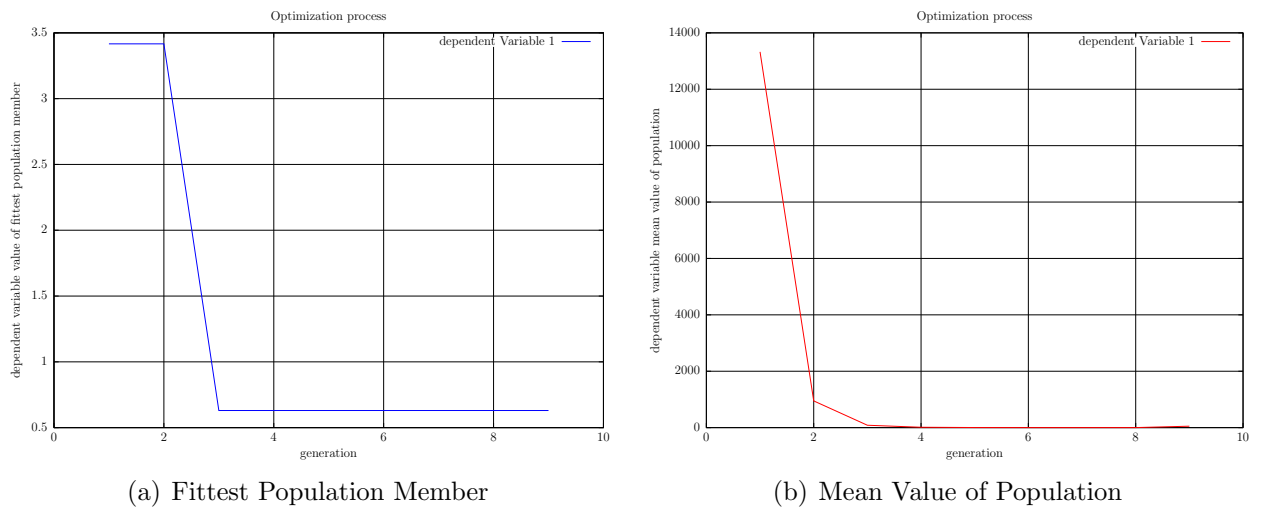 Optimization process
dependent Variable 1
3.5
3
2.5
2
1.5
1
0.5
dependent variable value of fittest population member
0 2 4 6 8 10
generation
(a) Fittest Population Member
Optimization process
dependent Variable 1
14000
12000
10000
8000
6000
4000
2000
0
dependent variable mean value of population
0 2 4 6 8 10
generation
(b) Mean Value of Population